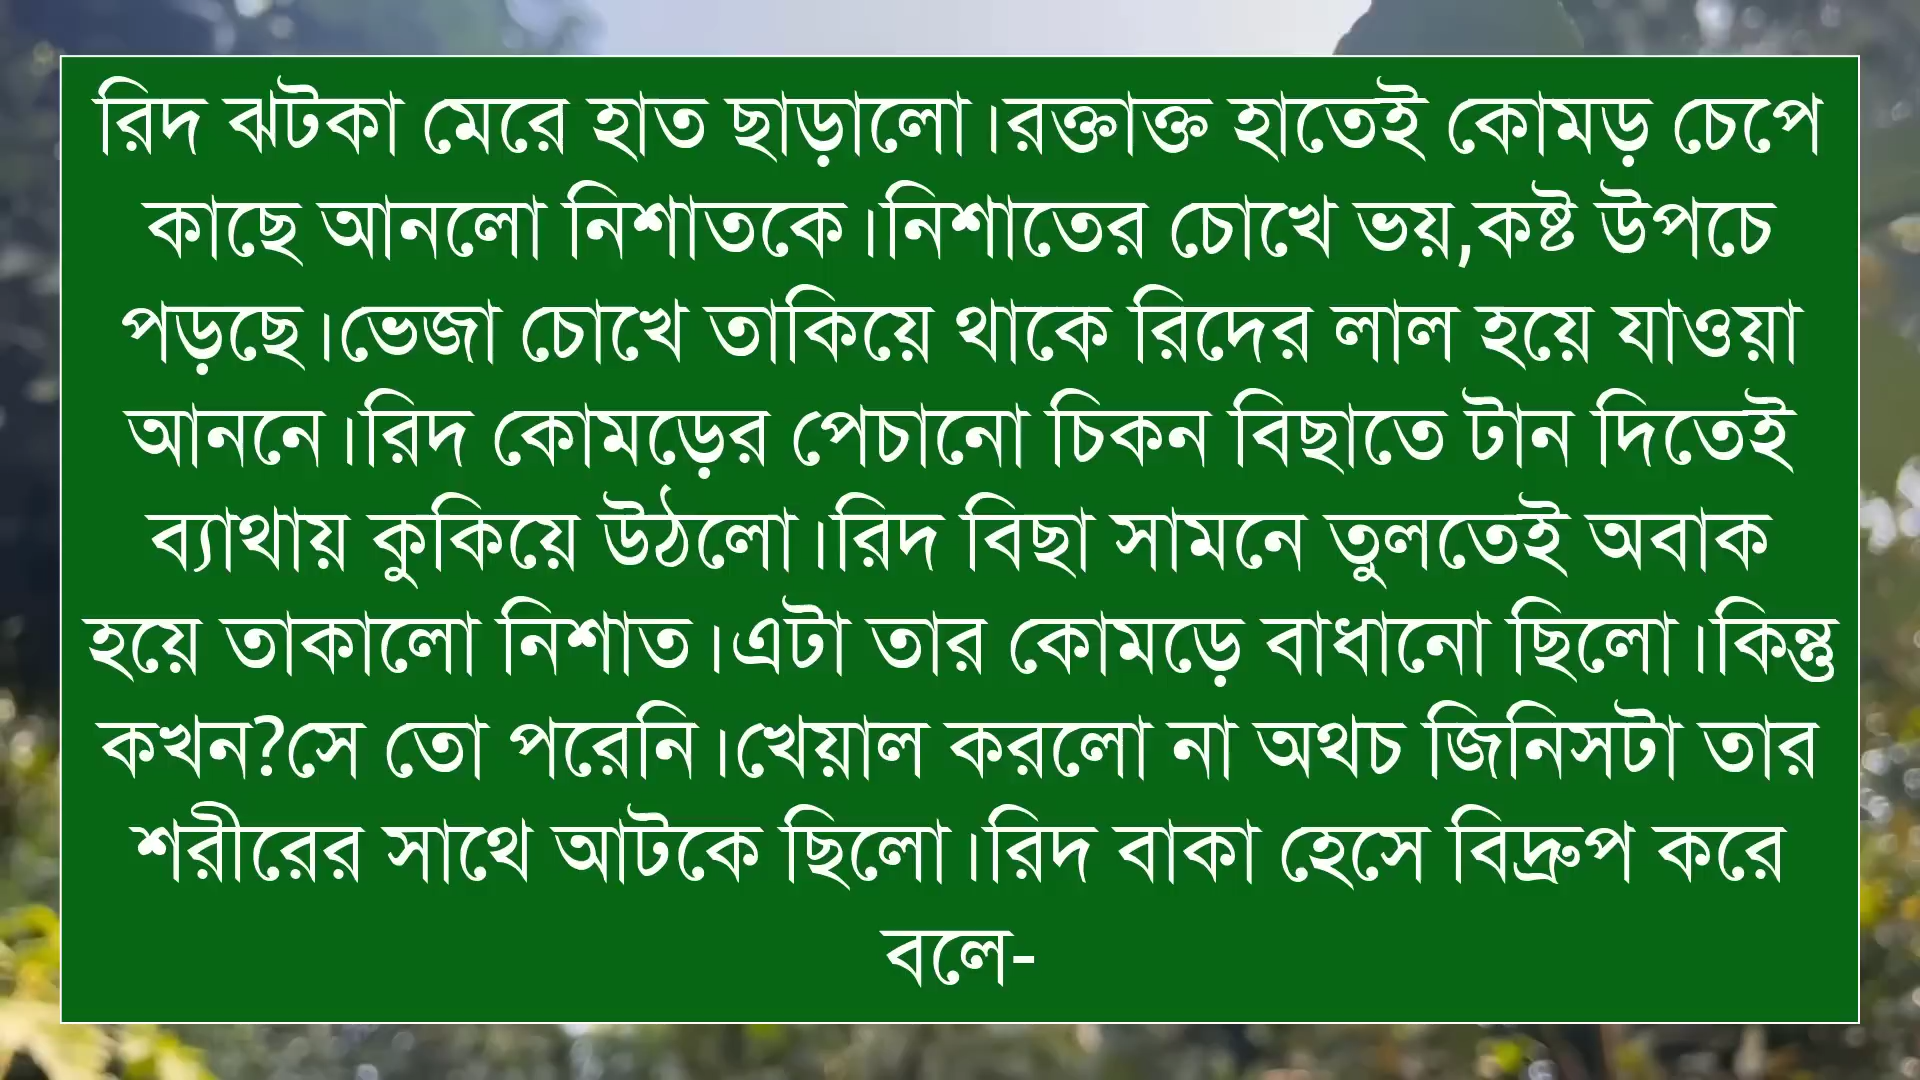 রিদ ঝটকা মেরে হাত ছাড়ালো।রক্তাক্ত হাতেই কোমড় চেপে
কাছে আনলো নিশাতকে।নিশাতের চোখে ভয়,কষ্ট উপচে
পড়ছে।ভেজা চোখে তাকিয়ে থাকে রিদের লাল হয়ে যাওয়া
আননে।রিদ কোমড়ের পেচানো চিকন বিছাতে টান দিতেই
ব্যাথায় কুকিয়ে উঠলো।রিদ বিছা সামনে তুলতেই অবাক
হয়ে তাকালো নিশাত।এটা তার কোমড়ে বাধানো ছিলো।কিন্তু
কখন?সে তো পরেনি।খেয়াল করলো না অথচ জিনিসটা তার
শরীরের সাথে আটকে ছিলো।রিদ বাকা হেসে বিদ্রুপ করে
বলে-